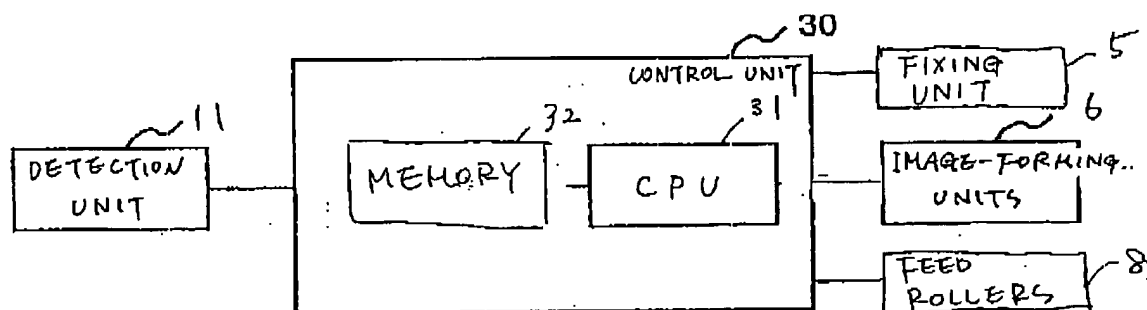 30
CONTROL UNIT
11
DETECTION
UNIT
32
MEMORY
31
CPU
5
FIXING
UNIT
6
IMAGE-FORMING
UNITS
8
FEED
ROLLERS